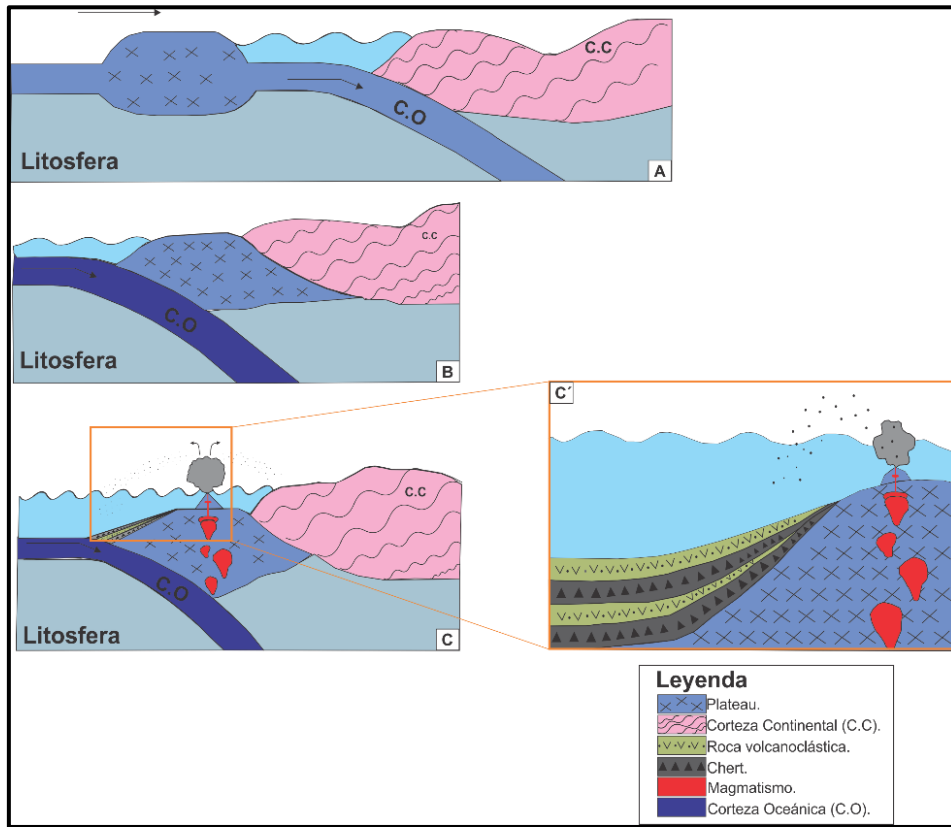 C.C
C.O
Litosfera
A
C.C
C.O
Litosfera
B
C.C
C.O
Litosfera
C
C´
Leyenda
Plateau.
Corteza Continental (C.C).
Roca volcanoclástica.
Chert.
Magmatismo.
Corteza Oceánica (C.O).